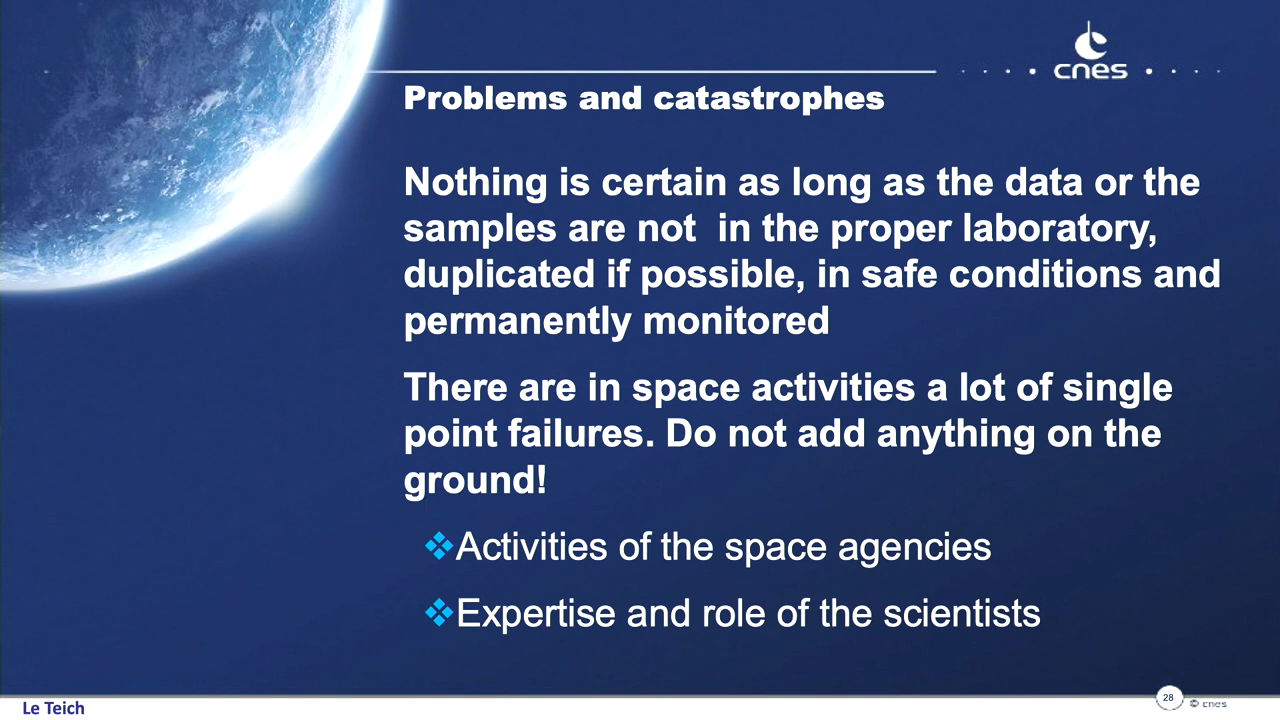 cnes
Problems and catastrophes
Nothing is certain as long as the data or the
samples are not  in the proper laboratory,
duplicated if possible, in safe conditions and
permanently monitored
There are in space activities a lot of single
point failures. Do not add anything on the
ground!
❖Activities of the space agencies
❖Expertise and role of the scientists
Le Teich
28
© cnes